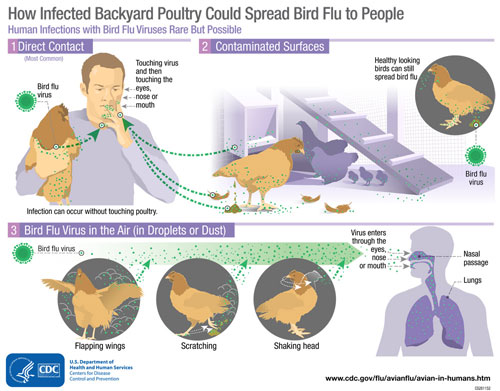 How Infected Backyard Poultry Could Spread Bird Flu to People
Human Infections with Bird Flu Viruses Rare But Possible
1 Direct Contact
(Most Common)
Bird flu
virus
Touching virus
and then
touching the
eyes,
nose or
mouth
Infection can occur without touching poultry.
2 Contaminated Surfaces
Healthy looking
birds can still
spread bird flu
Bird flu
virus
3 Bird Flu Virus in the Air (in Droplets or Dust)
Bird flu virus
Flapping wings
Scratching
Shaking head
Virus enters
through the
eyes,
nose
or mouth
Nasal
passage
Lungs
CDC
U.S. Department of
Health and Human Services
Centers for Disease
Control and Prevention
www.cdc.gov/flu/avianflu/avian-in-humans.htm